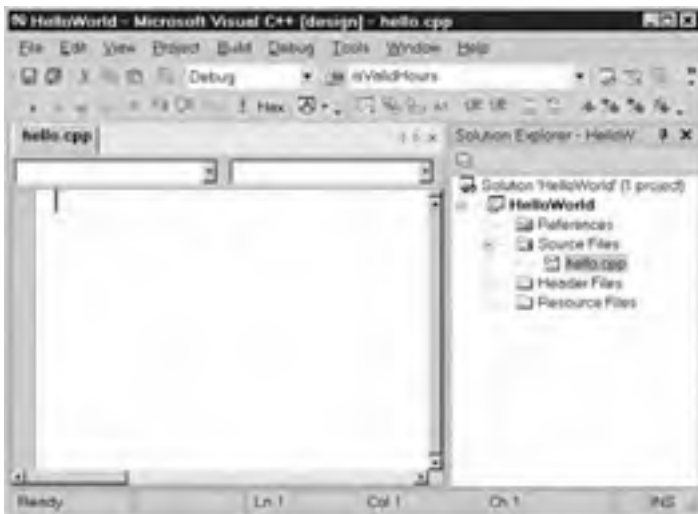 HelloWorld - Microsoft Visual C++ [design] - hello.cpp
File Edit View Project Build Debug Tools Window Help
Debug isValidHours
Hex
hello.cpp
Solution Explorer - HelloW
Solution 'HelloWorld' (1 project)
HelloWorld
References
Source Files
hello.cpp
Header Files
Resource Files
Ready Ln 1 Col 1 Ch 1 INS